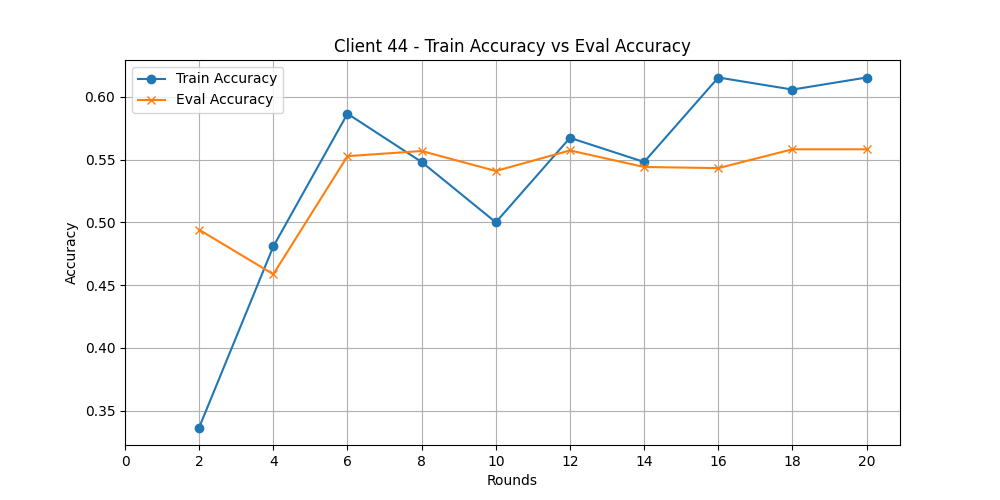 Client 44 - Train Accuracy vs Eval Accuracy
Train Accuracy
Eval Accuracy
0.60
0.55
0.50
0.45
0.40
0.35
Accuracy
0 2 4 6 8 10 12 14 16 18 20
Rounds